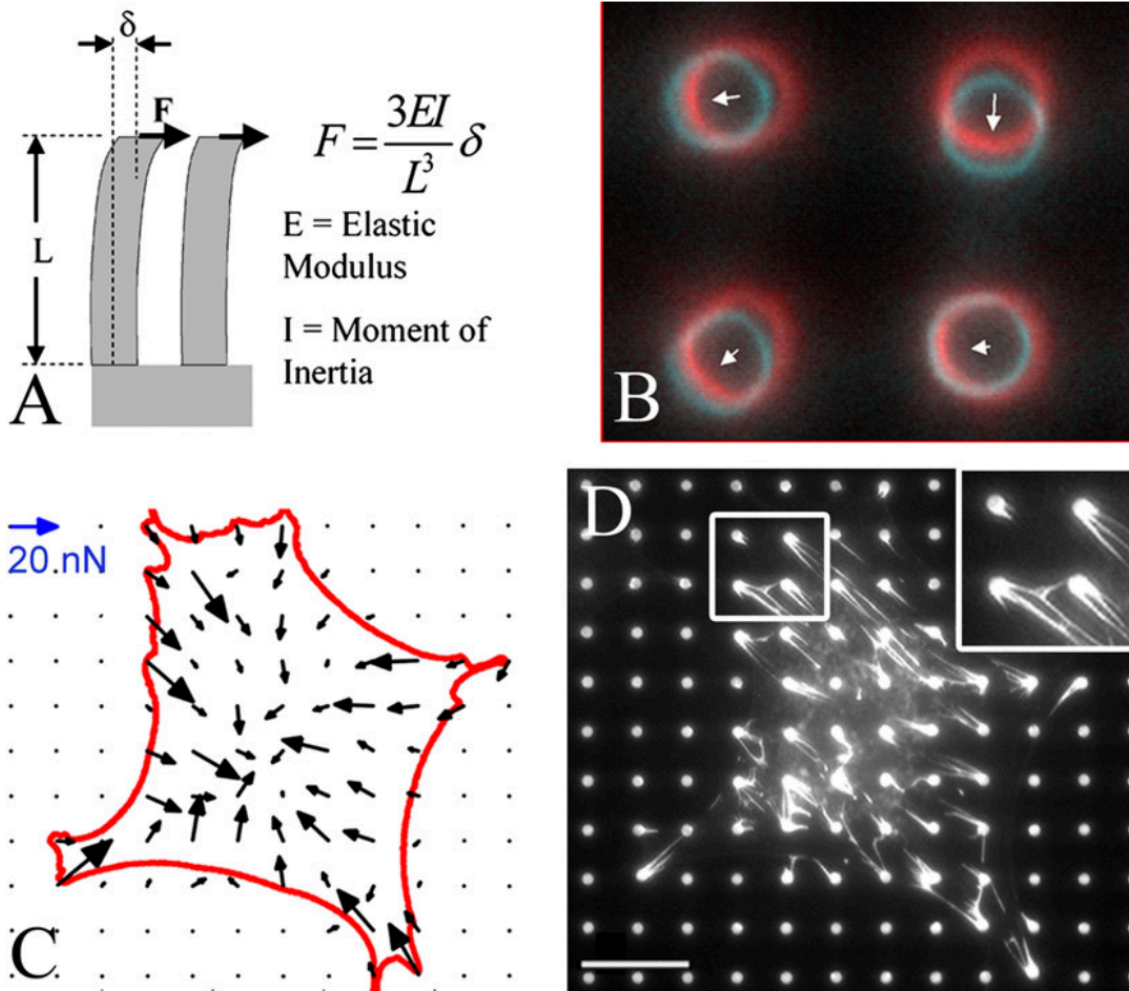 δ
F
F = 3EI/L³ δ
L
E = Elastic
Modulus
I = Moment of
Inertia
A
B
20.nN
C
D